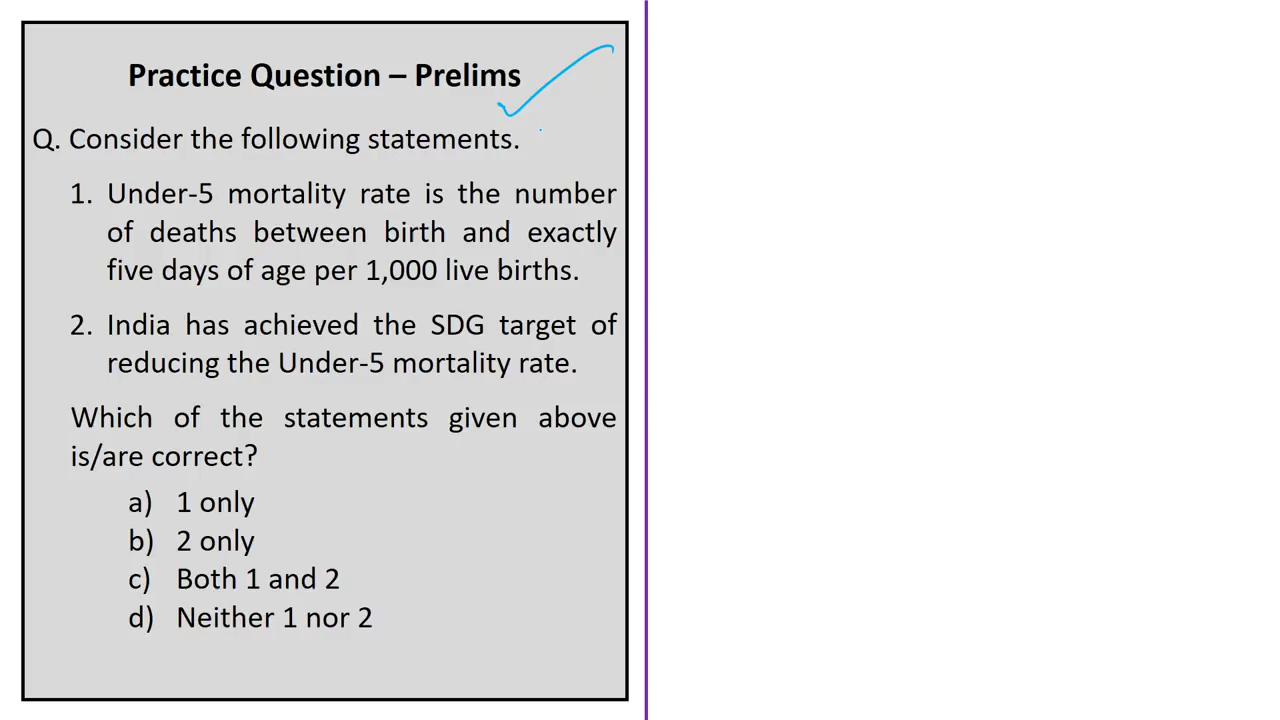 Practice Question – Prelims
Q. Consider the following statements.
1. Under-5 mortality rate is the number
of deaths between birth and exactly
five days of age per 1,000 live births.
2. India has achieved the SDG target of
reducing the Under-5 mortality rate.
Which of the statements given above
is/are correct?
a) 1 only
b) 2 only
c) Both 1 and 2
d) Neither 1 nor 2